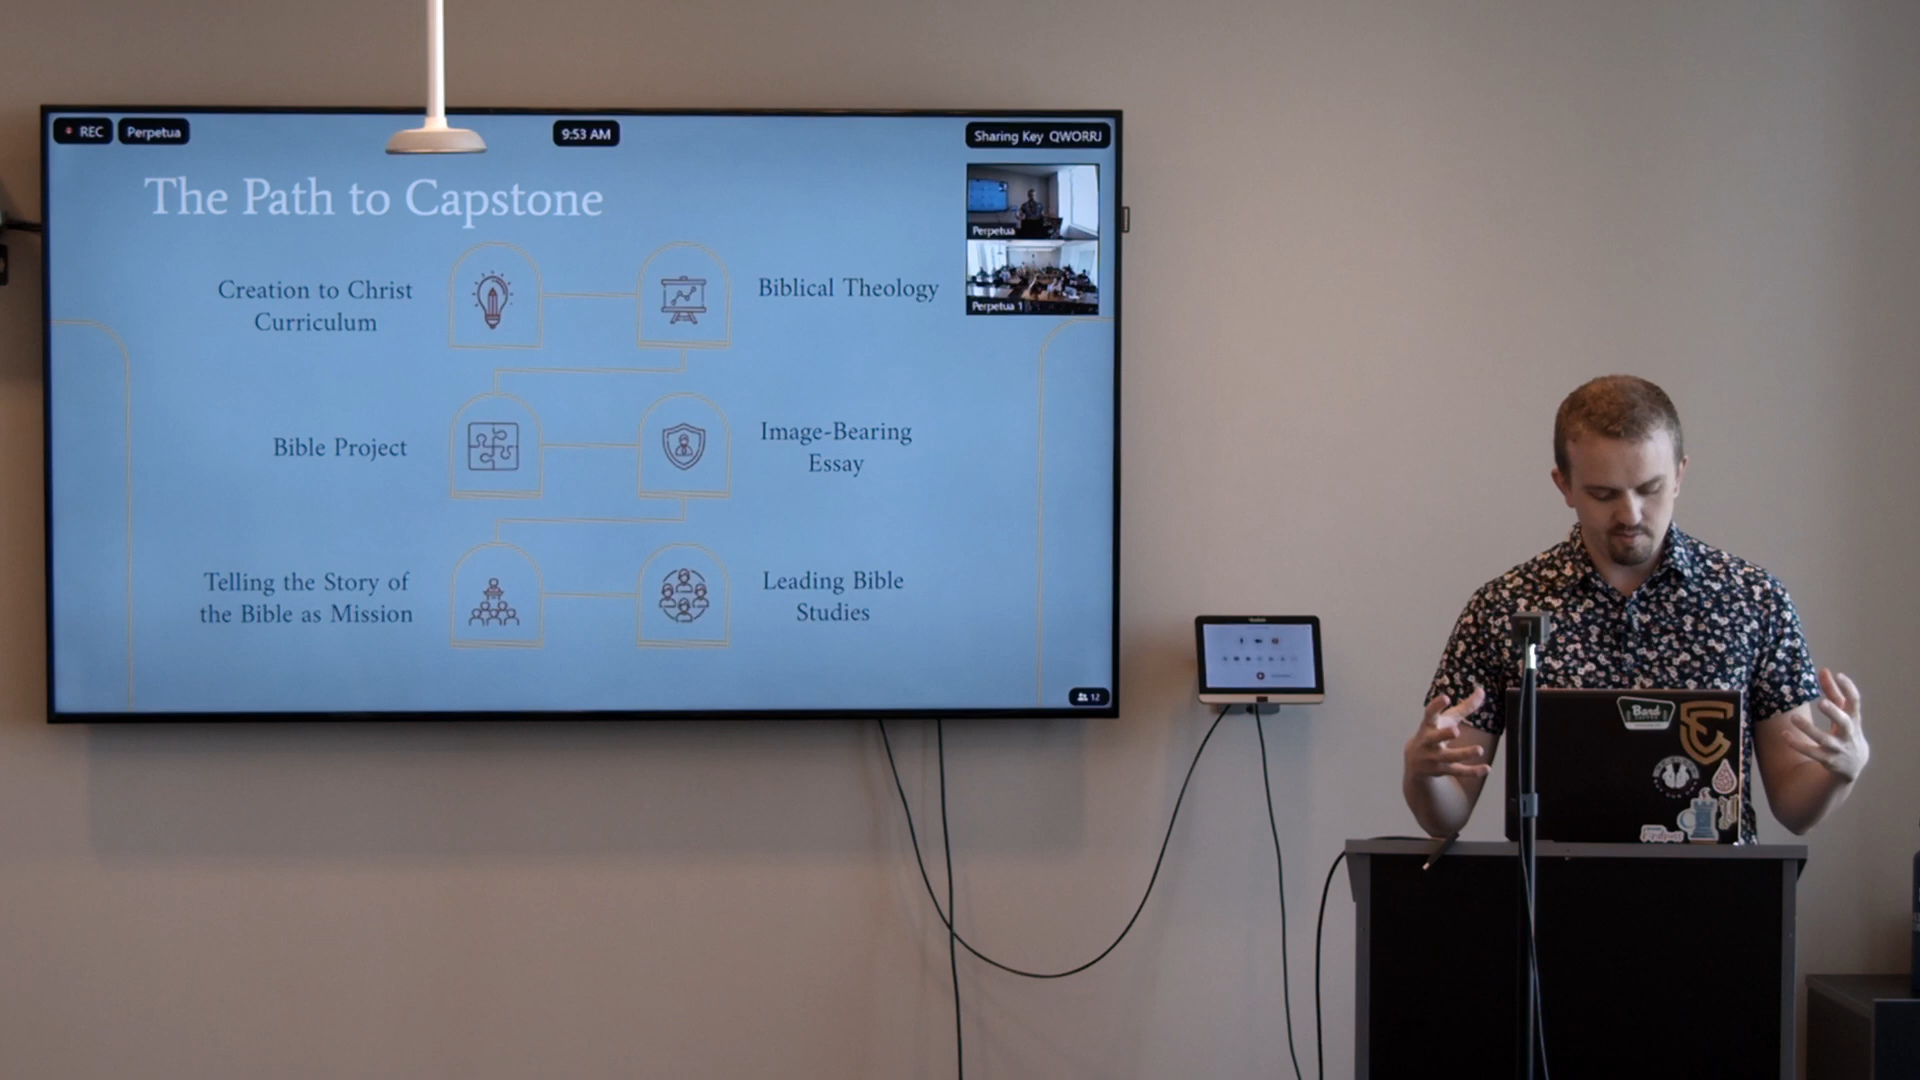 REC
Perpetua
9:53 AM
Sharing Key QWORRJ
The Path to Capstone
Perpetua
Perpetua 1
Creation to Christ
Curriculum
Biblical Theology
Bible Project
Image-Bearing
Essay
Telling the Story of
the Bible as Mission
Leading Bible
Studies
12
Bard